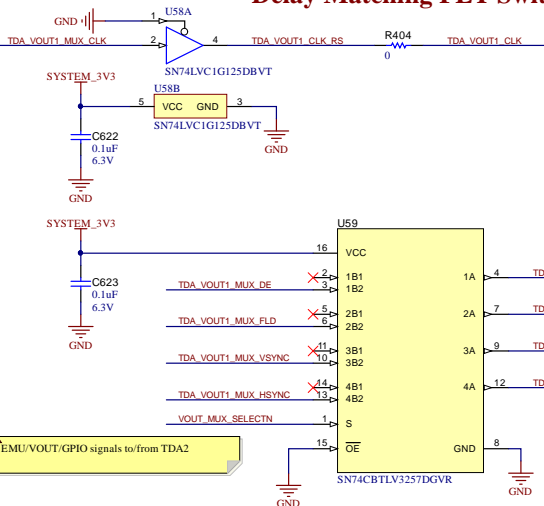 Delay Matching FET Swi
U58A
GND
1
TDA_VOUT1_MUX_CLK
2
4
TDA_VOUT1_CLK_RS
R404
0
TDA_VOUT1_CLK
SN74LVC1G125DBVT
SYSTEM_3V3
U58B
5
VCC
GND
3
SN74LVC1G125DBVT
GND
C622
0.1uF
6.3V
GND
SYSTEM_3V3
U59
16
VCC
C623
0.1uF
6.3V
GND
2
1B1
1A
4
TD
TDA_VOUT1_MUX_DE
3
1B2
5
2B1
2A
7
TD
TDA_VOUT1_MUX_FLD
6
2B2
11
3B1
3A
9
TD
TDA_VOUT1_MUX_VSYNC
10
3B2
14
4B1
4A
12
TD
TDA_VOUT1_MUX_HSYNC
13
4B2
VOUT_MUX_SELECTN
1
S
15
OE
GND
8
EMU/VOUT/GPIO signals to/from TDA2
SN74CBTLV3257DGVR
GND
GND